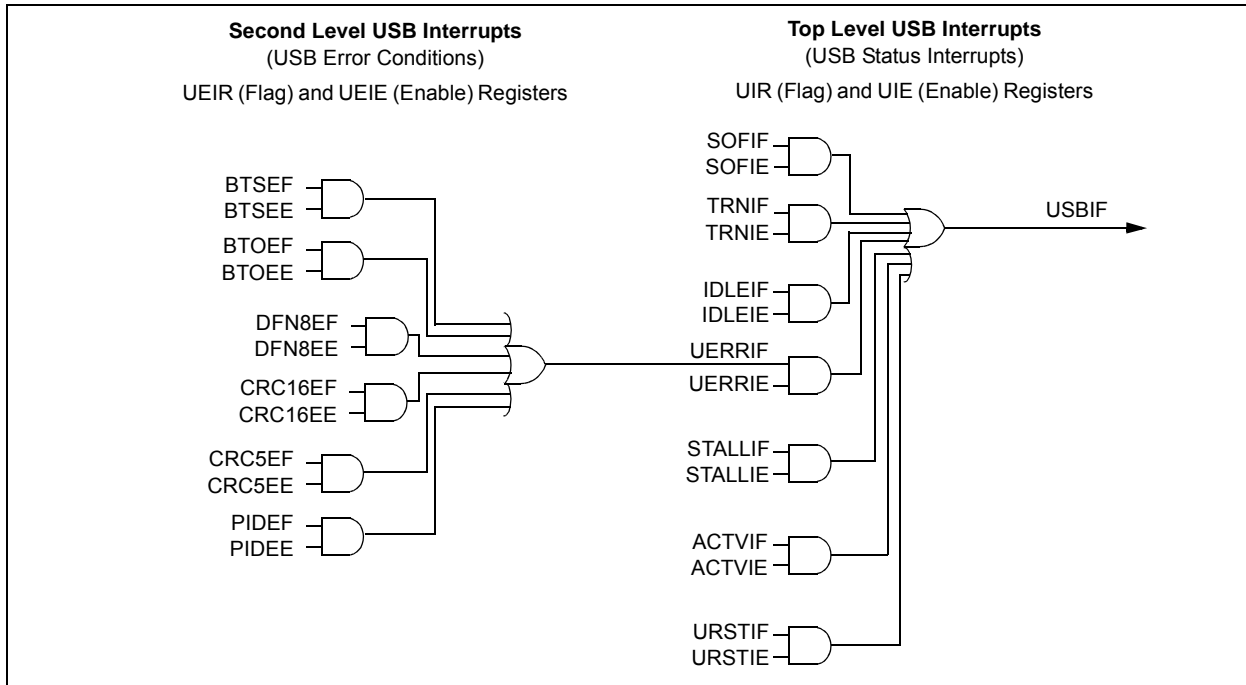 Second Level USB Interrupts
(USB Error Conditions)
UEIR (Flag) and UEIE (Enable) Registers
BTSEF
BTSEE
BTOEF
BTOEE
DFN8EF
DFN8EE
CRC16EF
CRC16EE
CRC5EF
CRC5EE
PIDEF
PIDEE
Top Level USB Interrupts
(USB Status Interrupts)
UIR (Flag) and UIE (Enable) Registers
SOFIF
SOFIE
TRNIF
TRNIE
IDLEIF
IDLEIE
UERRIF
UERRIE
STALLIF
STALLIE
ACTVIF
ACTVIE
URSTIF
URSTIE
USBIF